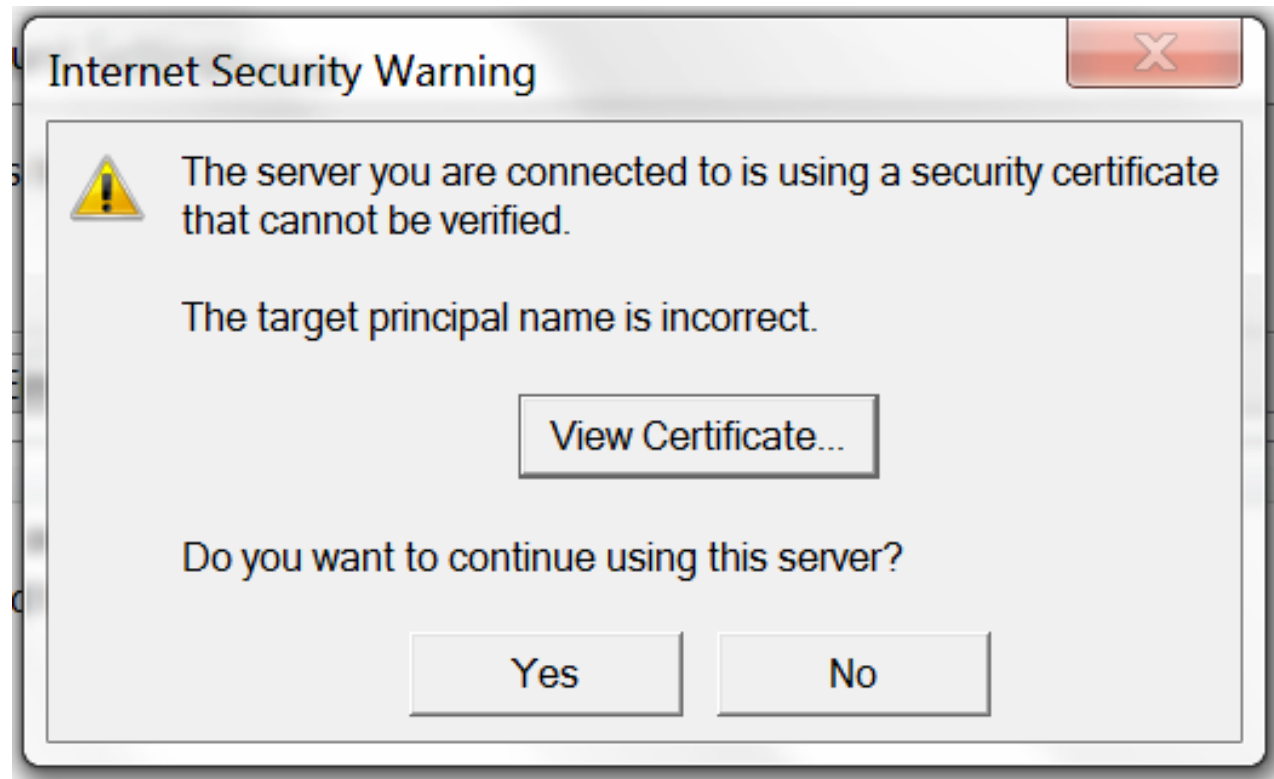 Internet Security Warning
The server you are connected to is using a security certificate
that cannot be verified.
The target principal name is incorrect.
View Certificate...
Do you want to continue using this server?
Yes
No